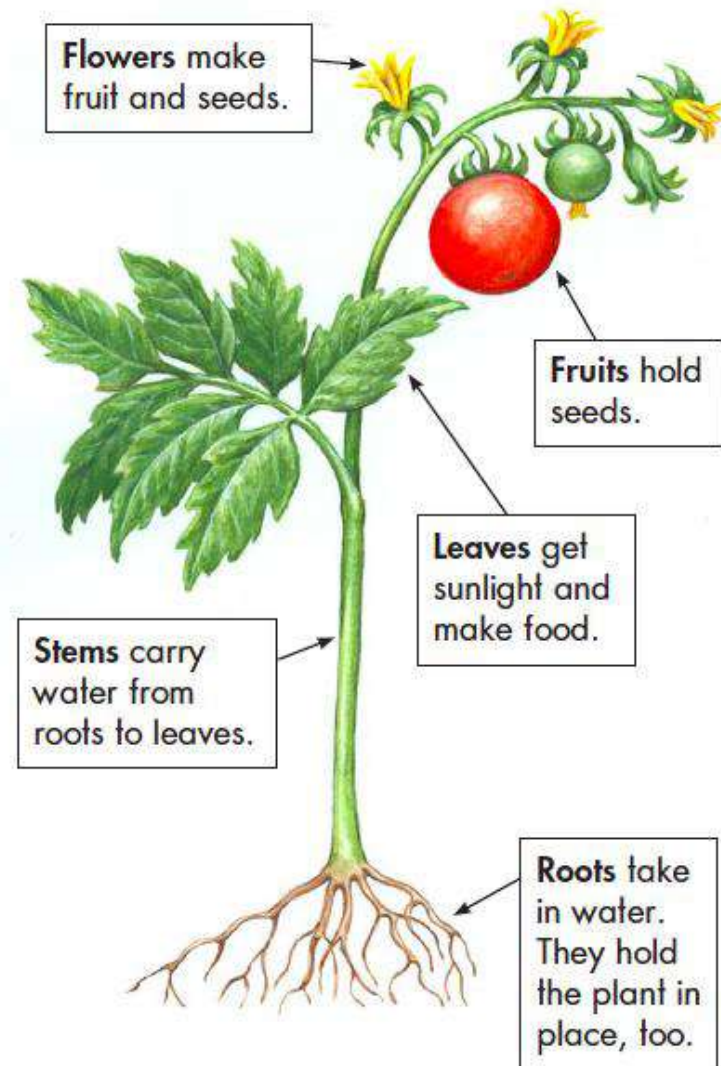 Flowers make
fruit and seeds.
Fruits hold
seeds.
Leaves get
sunlight and
make food.
Stems carry
water from
roots to leaves.
Roots take
in water.
They hold
the plant in
place, too.